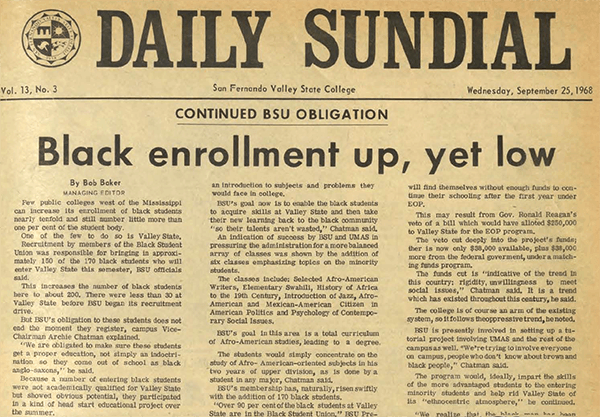 DAILY SUNDIAL
Vol. 13, No. 3
San Fernando Valley State College
Wednesday, September 25, 1968
CONTINUED BSU OBLIGATION
Black enrollment up, yet low
By Bob Baker
MANAGING EDITOR
Few public colleges west of the Mississippi
can increase its enrollment of black students
nearly tenfold and still number little more than
one per cent of the student body.
One of the few to do so is Valley State.
Recruitment by members of the Black Student
Union was responsible for bringing in approxi-
mately 150 of the 170 black students who will
enter Valley State this semester, BSU officials
said.
This increases the number of black students
here to about 200. There were less than 30 at
Valley State before BSU began its recruitment
drive.
But BSU's obligation to these students does not
end the moment they register, campus Vice-
Chairman Archie Chatman explained.
"We are obligated to make sure these students
get a proper education, not simply an indoctri-
nation so they come out of school as black
anglo-saxons," he said.
Because a number of entering black students
were not academically qualified for Valley State
but showed obvious potential, they participated
in a kind of head start educational project over
the summer.
an introduction to subjects and problems they
would face in college.
BSU's goal now is to enable the black students
to acquire skills at Valley State and then take
their new learning back to the black community
"so their talents aren't wasted," Chatman said.
An indication of success by BSU and UMAS in
pressuring the administration for a more balanced
array of classes was shown by the addition of
six classes emphasizing topics on the minority
students.
The classes include: Selected Afro-American
Writers, Elementary Swahili, History of Africa
to the 19th Century, Introduction of Jazz, Afro-
American and Mexican-American Citizen in
American Politics and Psychology of Contempo-
rary Social Issues.
BSU's goal in this area is a total curriculum
of Afro-American studies, leading to a degree.
The students would simply concentrate on the
study of Afro-American-oriented subjects in his
two years of upper division, as is done by a
student in any major, Chatman said.
BSU's membership has, naturally, risen swiftly
with the addition of 170 black students.
"Over 90 per cent of the black students at Valley
State are in the Black Student Union," BSU Pre-
will find themselves without enough funds to con-
tinue their schooling after the first year under
EOP.
This may result from Gov. Ronald Reagan's
veto of a bill which would have allotted $250,000
to Valley State for the EOP program.
The veto cut deeply into the project's funds;
there is now only $38,000 available, plus $38,000
more from the federal government, under a match-
ing funds program.
The funds cut is "indicative of the trend in
this country; rigidity, unwillingness to meet
social issues," Chatman said. It is a trend
which has existed throughout this country, he said.
The college is of course an arm of the existing
system, so it follows the oppressive trend, he noted.
BSU is presently involved in setting up a tu-
torial project involving UMAS and the rest of the
campus as well. "We're trying to involve everyone
on campus, people who don't know about brown and
black people," Chatman said.
The program would, ideally, impart the skills
of the more advantaged students to the entering
minority students and help rid Valley State of
its "ethnocentric atmosphere," he continued.
"We realize that the black man has been